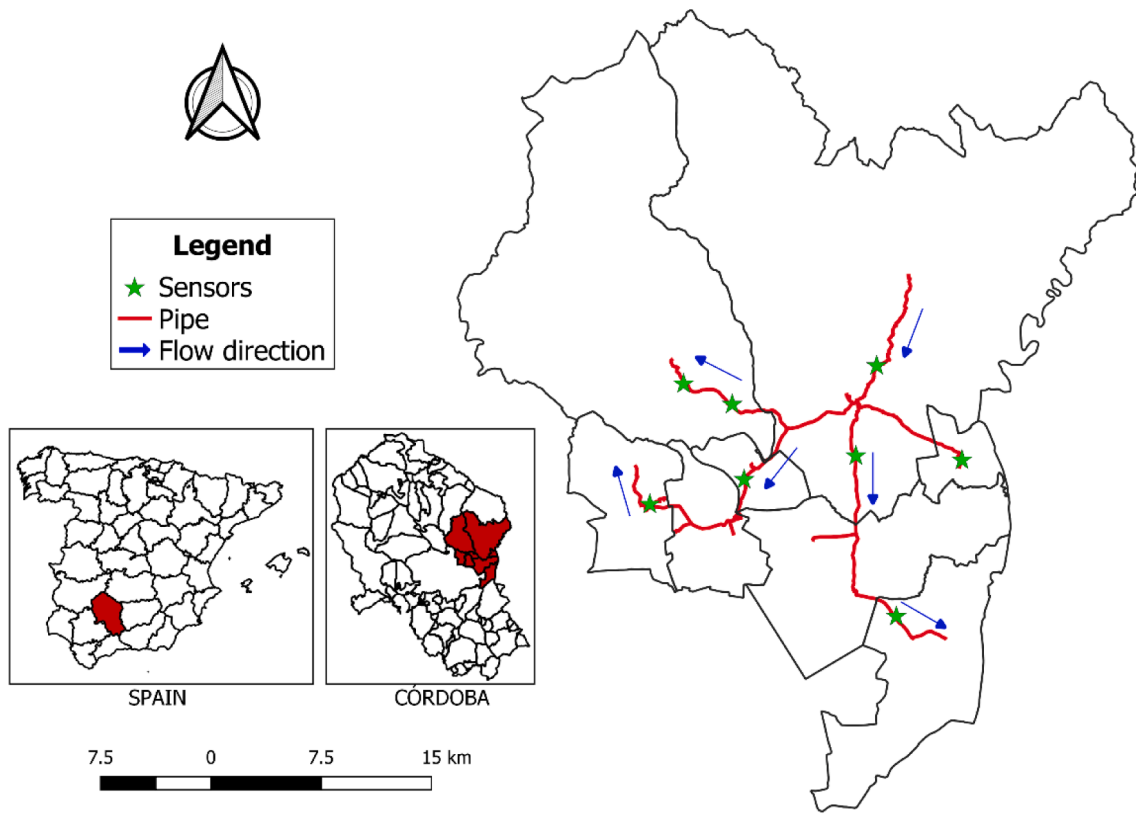 Legend
Sensors
Pipe
Flow direction
SPAIN
CÓRDOBA
7.5 0 7.5 15 km